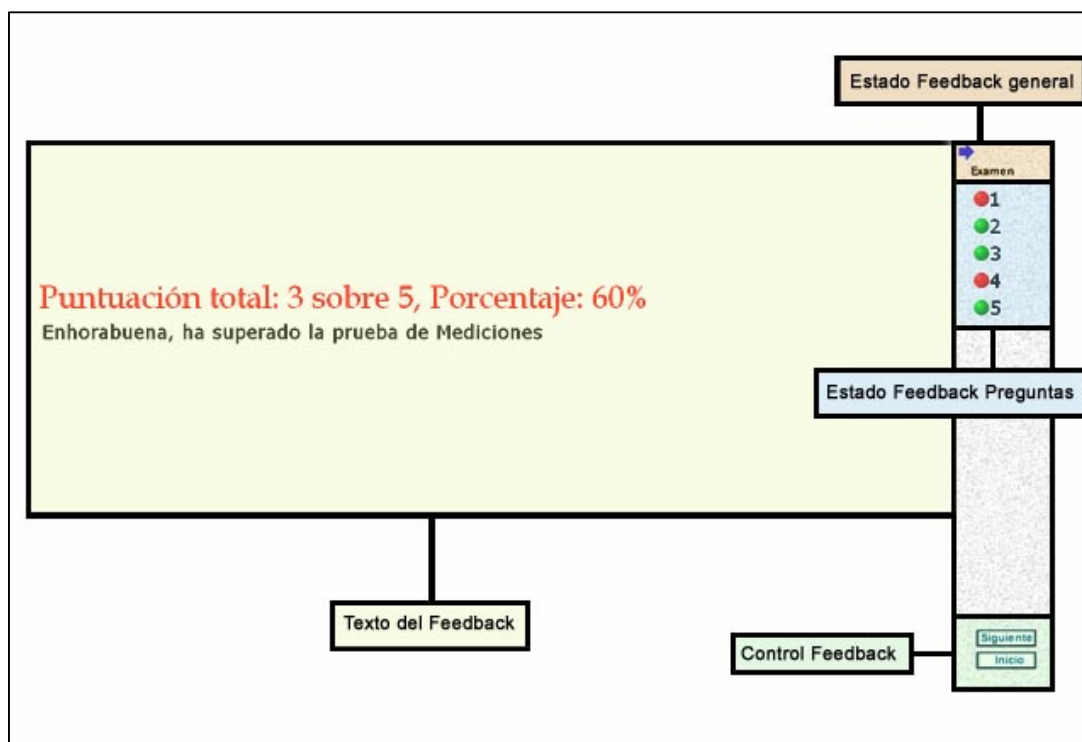 Estado Feedback general
Examen
1
2
3
4
5
Puntuación total: 3 sobre 5, Porcentaje: 60%
Enhorabuena, ha superado la prueba de Mediciones
Estado Feedback Preguntas
Texto del Feedback
Control Feedback
Siguiente
Inicio